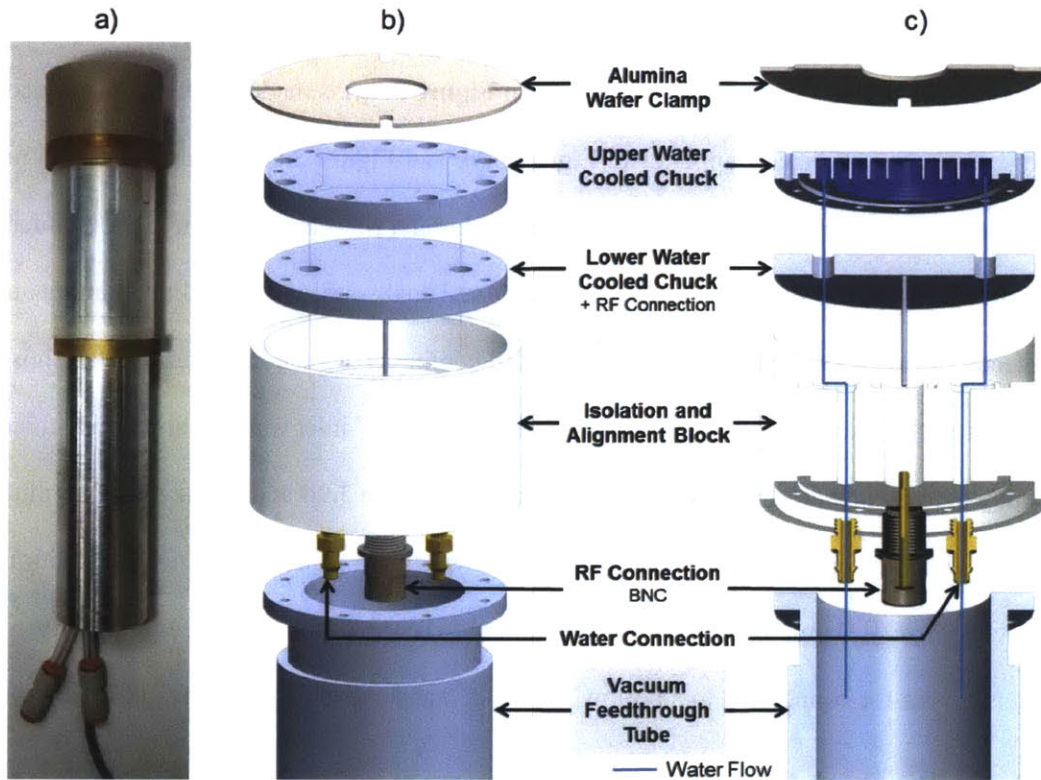 a)
b)
c)
Alumina
Wafer Clamp
Upper Water
Cooled Chuck
Lower Water
Cooled Chuck
+ RF Connection
Isolation and
Alignment Block
RF Connection
BNC
Water Connection
Vacuum
Feedthrough
Tube
Water Flow